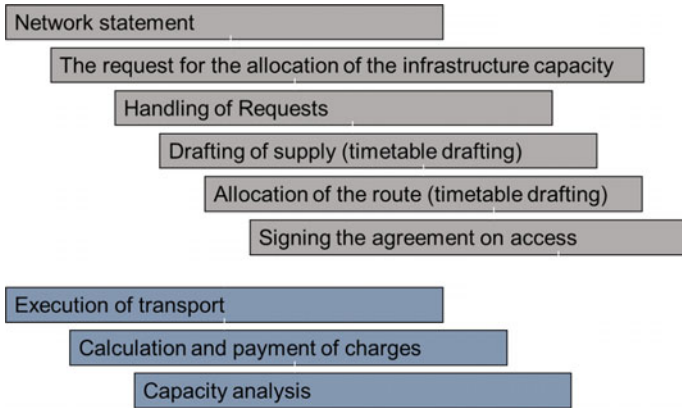 Network statement
The request for the allocation of the infrastructure capacity
Handling of Requests
Drafting of supply (timetable drafting)
Allocation of the route (timetable drafting)
Signing the agreement on access
Execution of transport
Calculation and payment of charges
Capacity analysis